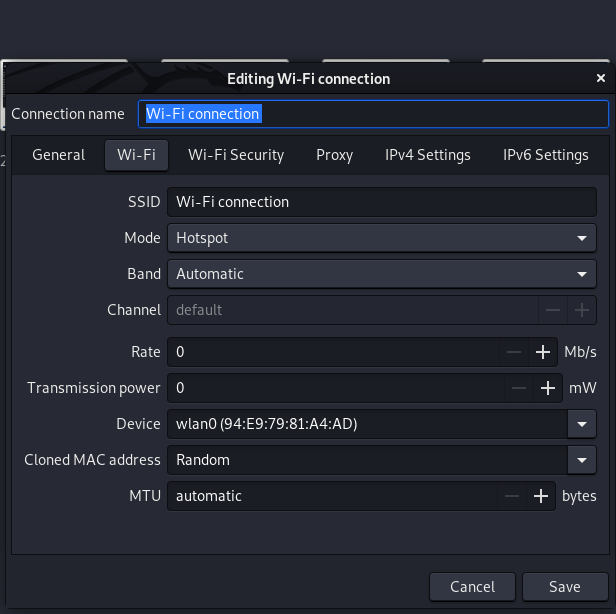 Editing Wi-Fi connection ×
Connection name Wi-Fi connection
General Wi-Fi Wi-Fi Security Proxy IPv4 Settings IPv6 Settings
SSID Wi-Fi connection
Mode Hotspot
Band Automatic
Channel default − +
Rate 0 − + Mb/s
Transmission power 0 − + mW
Device wlan0 (94:E9:79:81:A4:AD)
Cloned MAC address Random
MTU automatic − + bytes
Cancel Save